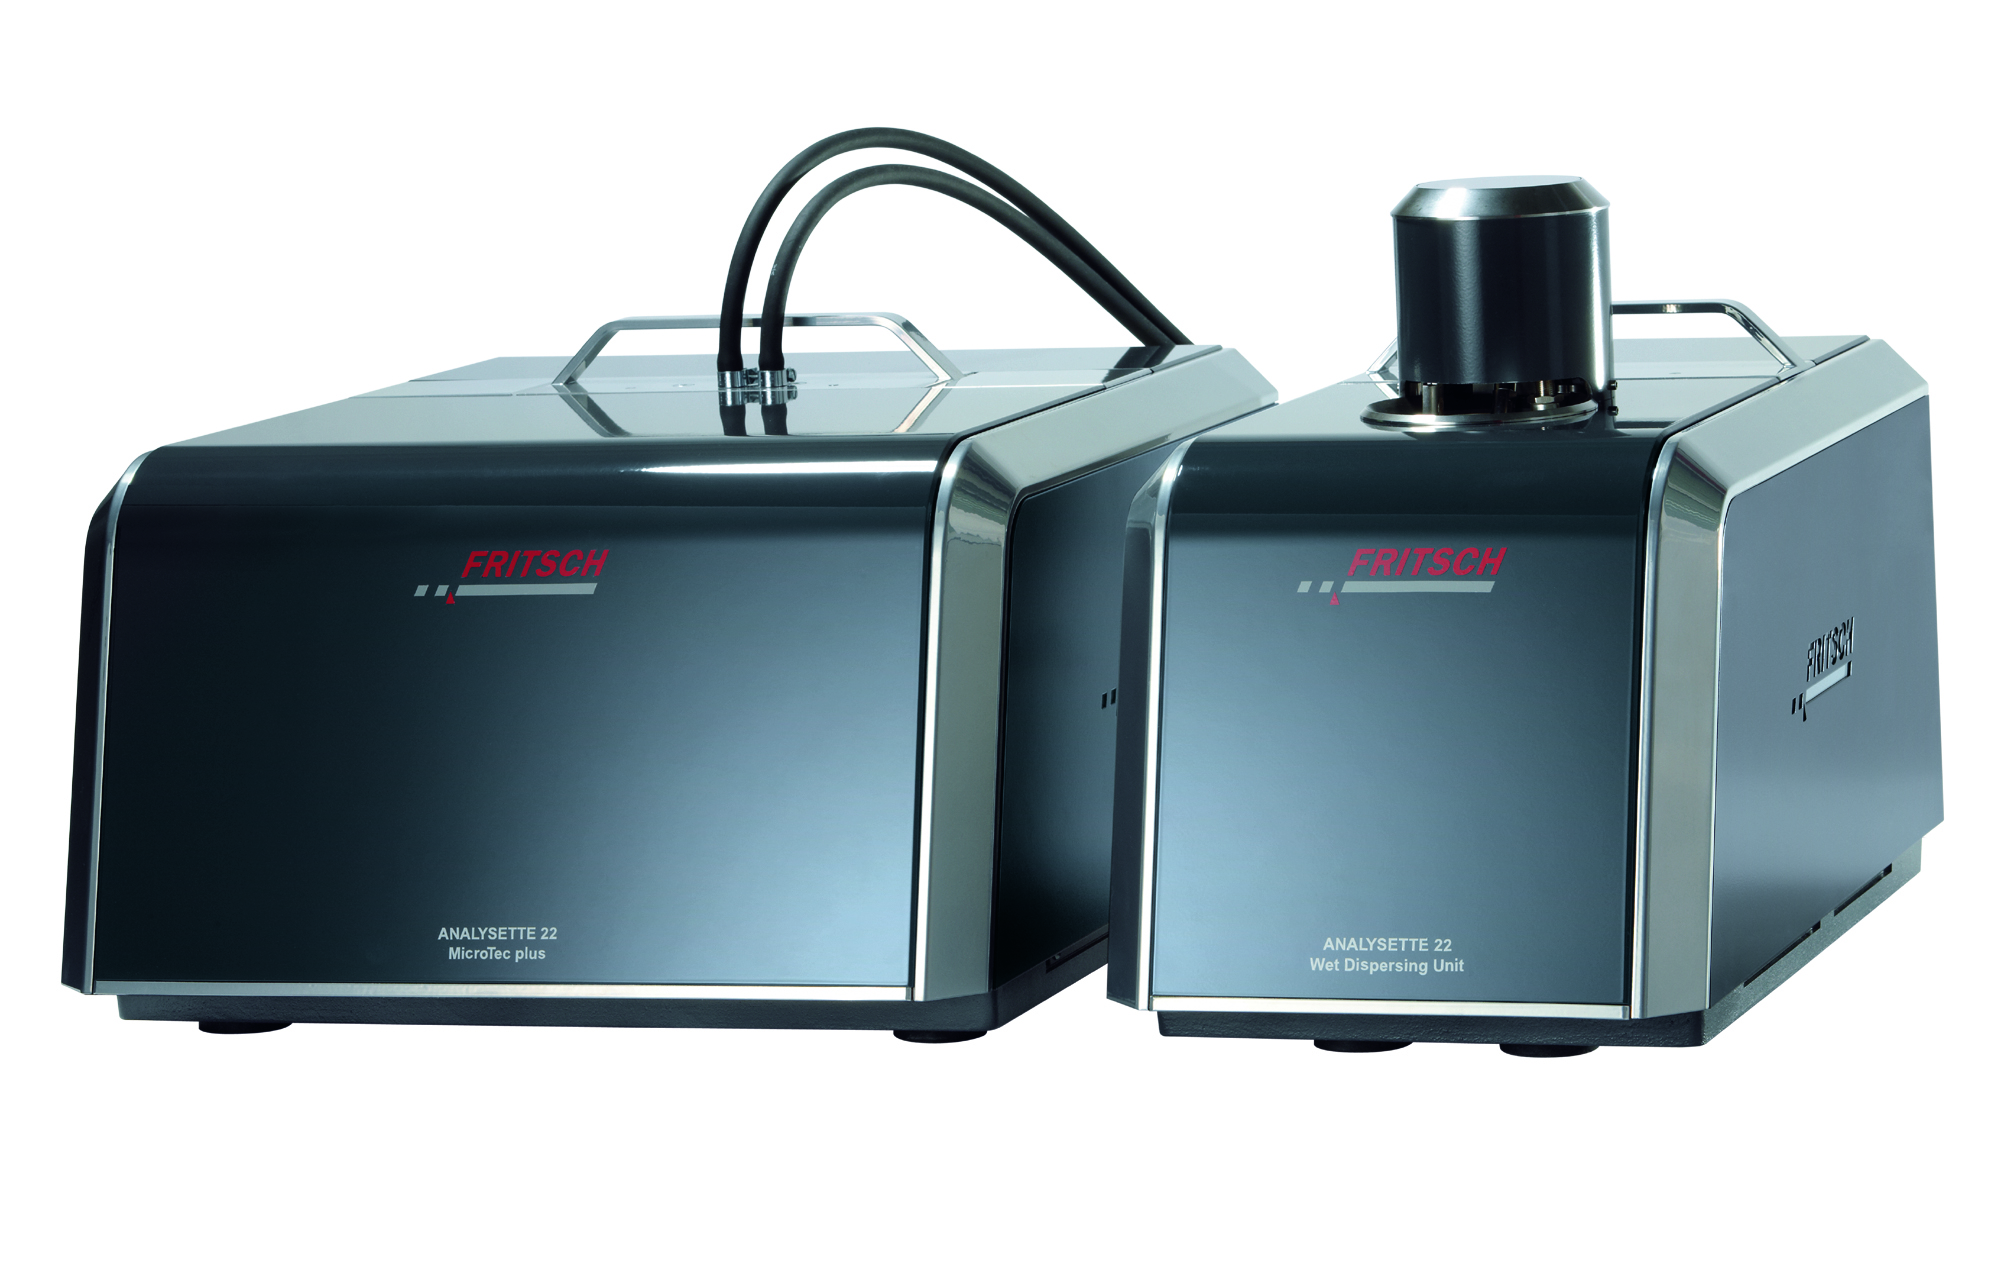 FRITSCH
ANALYSETTE 22
MicroTec plus
FRITSCH
ANALYSETTE 22
Wet Dispersing Unit
FRITSCH